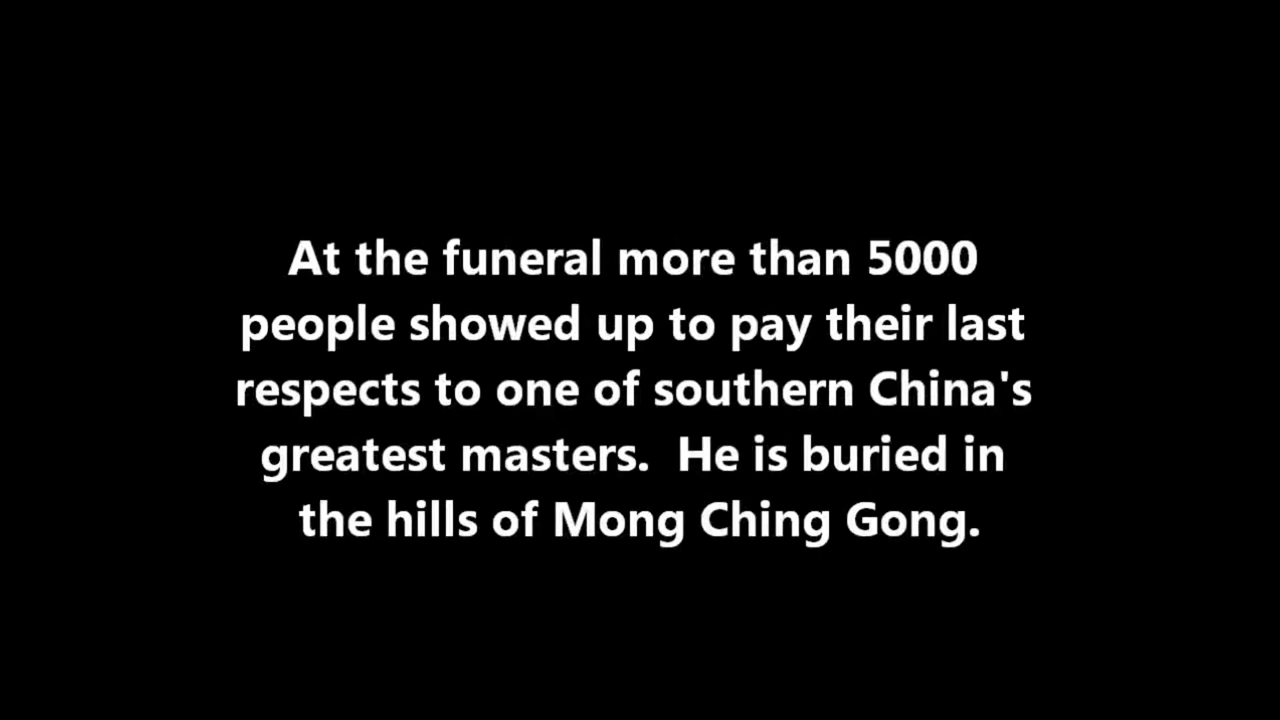 At the funeral more than 5000
people showed up to pay their last
respects to one of southern China's
greatest masters.  He is buried in
the hills of Mong Ching Gong.